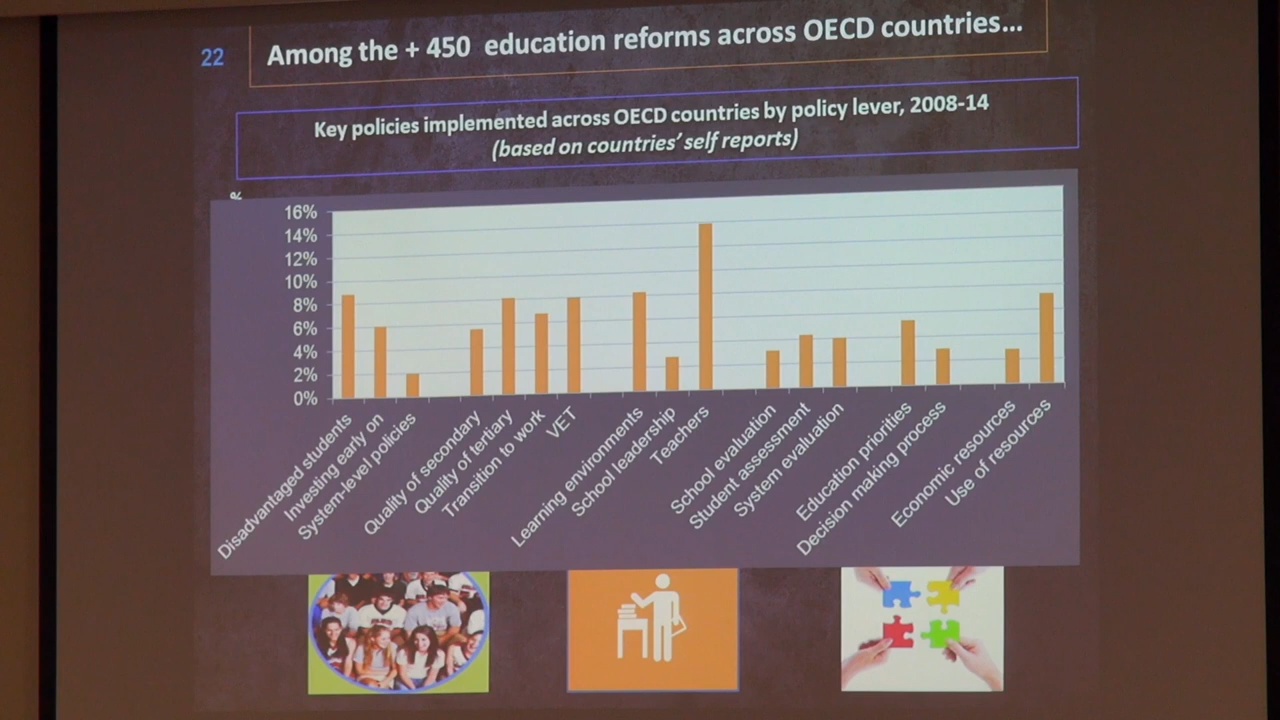 22
Among the + 450 education reforms across OECD countries...
Key policies implemented across OECD countries by policy lever, 2008-14
(based on countries' self reports)
%
16%
14%
12%
10%
8%
6%
4%
2%
0%
Disadvantaged students
Investing early on
System-level policies
Quality of secondary
Quality of tertiary
Transition to work
VET
Learning environments
School leadership
Teachers
School evaluation
Student assessment
System evaluation
Education priorities
Decision making process
Economic resources
Use of resources